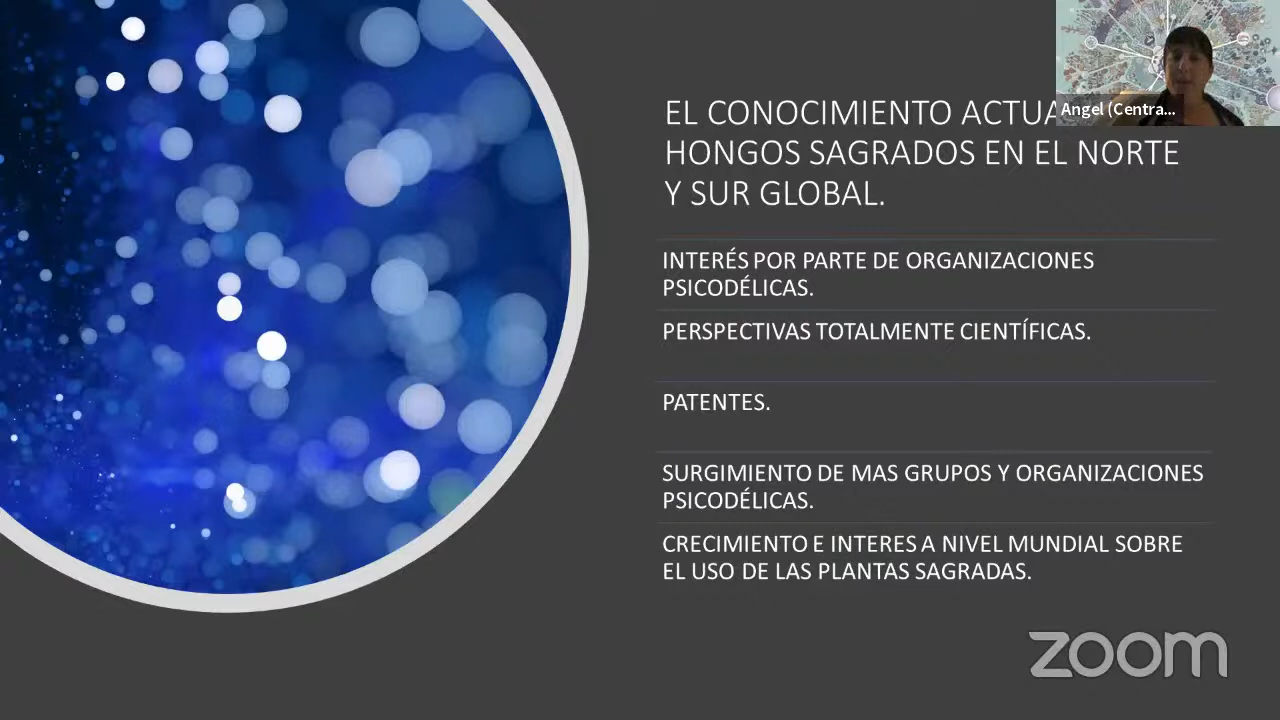 EL CONOCIMIENTO
HONGOS SAGRADOS EN EL NORTE
Y SUR GLOBAL.
Angel (Centra...
INTERÉS POR PARTE DE ORGANIZACIONES
PSICODÉLICAS.
PERSPECTIVAS TOTALMENTE CIENTÍFICAS.
PATENTES.
SURGIMIENTO DE MAS GRUPOS Y ORGANIZACIONES
PSICODÉLICAS.
CRECIMIENTO E INTERES A NIVEL MUNDIAL SOBRE
EL USO DE LAS PLANTAS SAGRADAS.
zoom